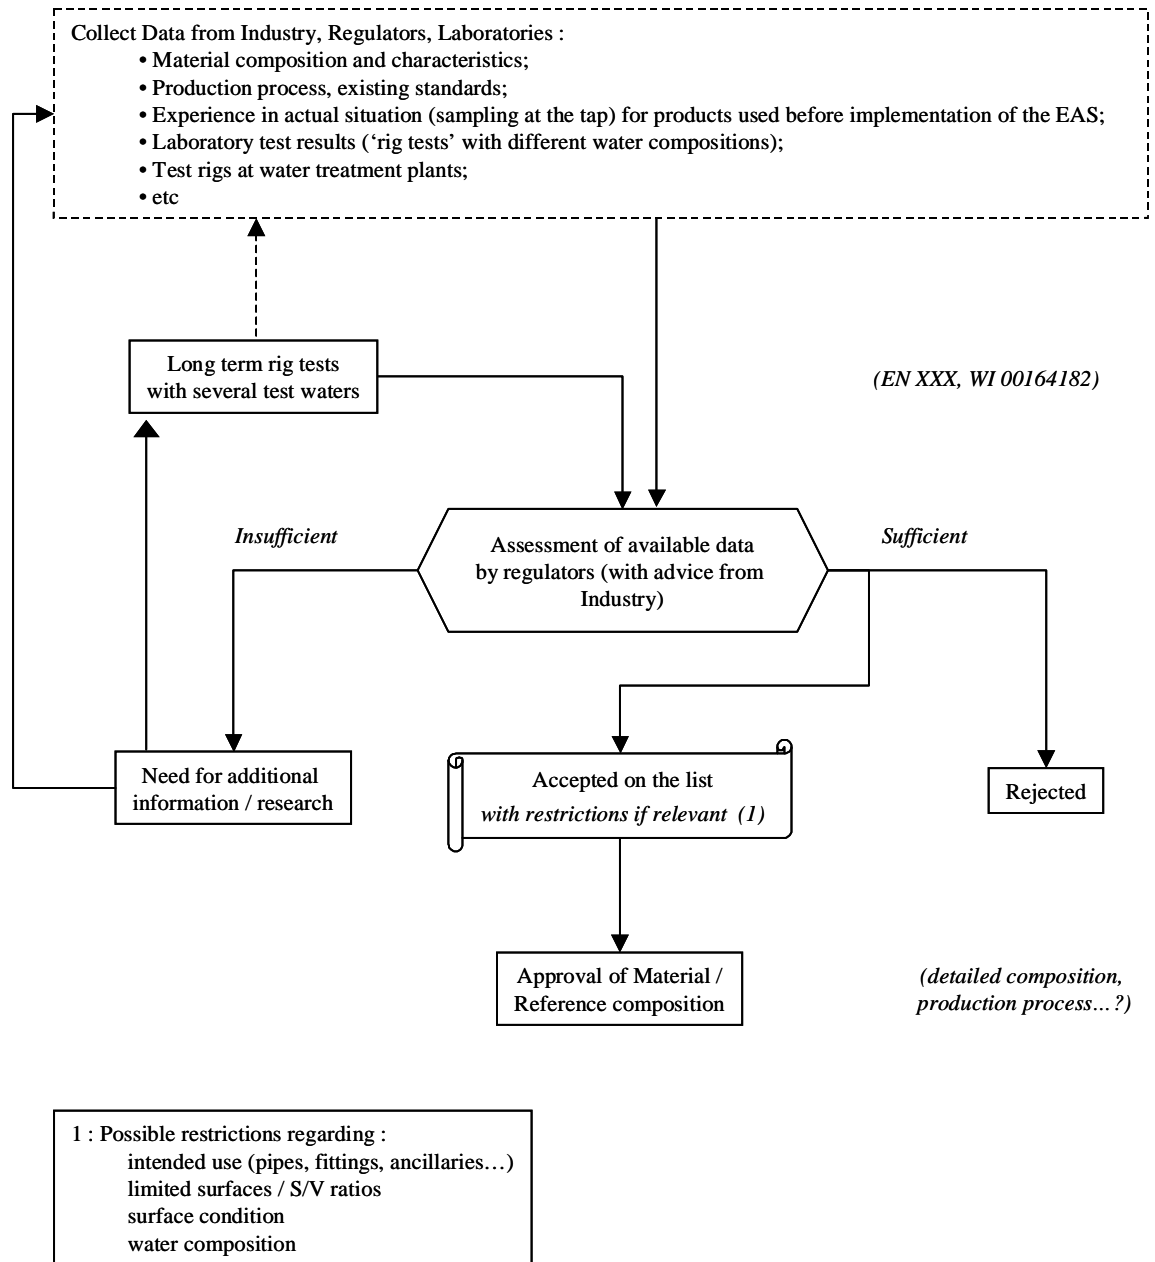 Collect Data from Industry, Regulators, Laboratories :
• Material composition and characteristics;
• Production process, existing standards;
• Experience in actual situation (sampling at the tap) for products used before implementation of the EAS;
• Laboratory test results (‘rig tests’ with different water compositions);
• Test rigs at water treatment plants;
• etc
Long term rig tests
with several test waters
(EN XXX, WI 00164182)
Insufficient
Assessment of available data
by regulators (with advice from
Industry)
Sufficient
Need for additional
information / research
Accepted on the list
with restrictions if relevant (1)
Rejected
Approval of Material /
Reference composition
(detailed composition,
production process…?)
1 : Possible restrictions regarding :
intended use (pipes, fittings, ancillaries…)
limited surfaces / S/V ratios
surface condition
water composition